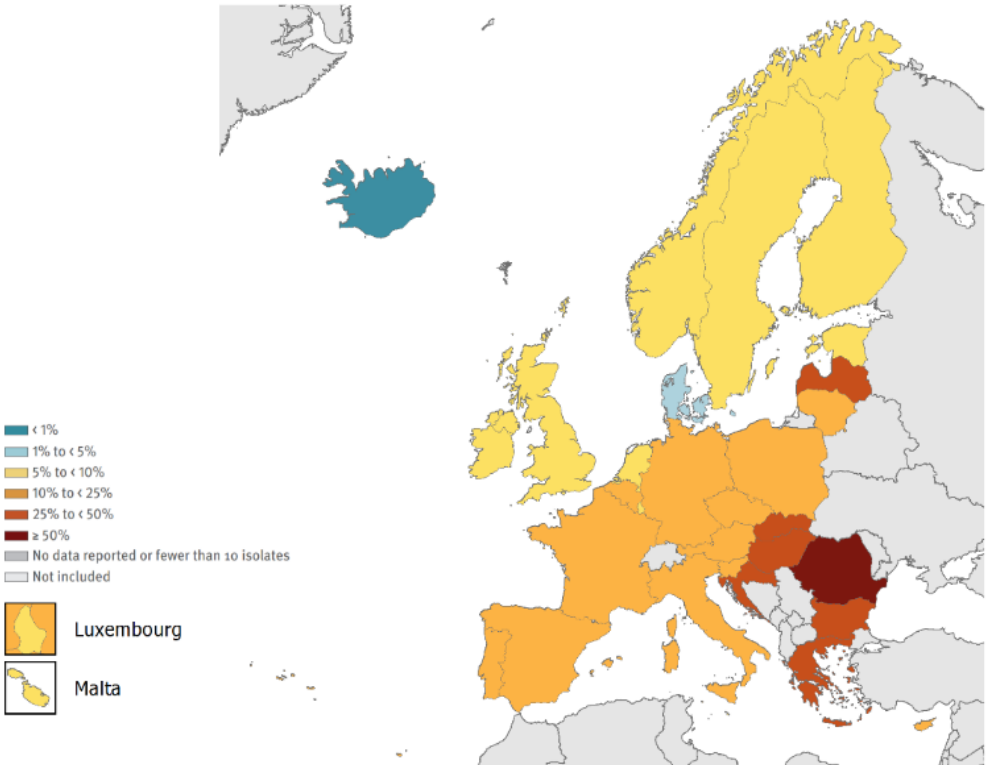 < 1%
1% to < 5%
5% to < 10%
10% to < 25%
25% to < 50%
≥ 50%
No data reported or fewer than 10 isolates
Not included
Luxembourg
Malta